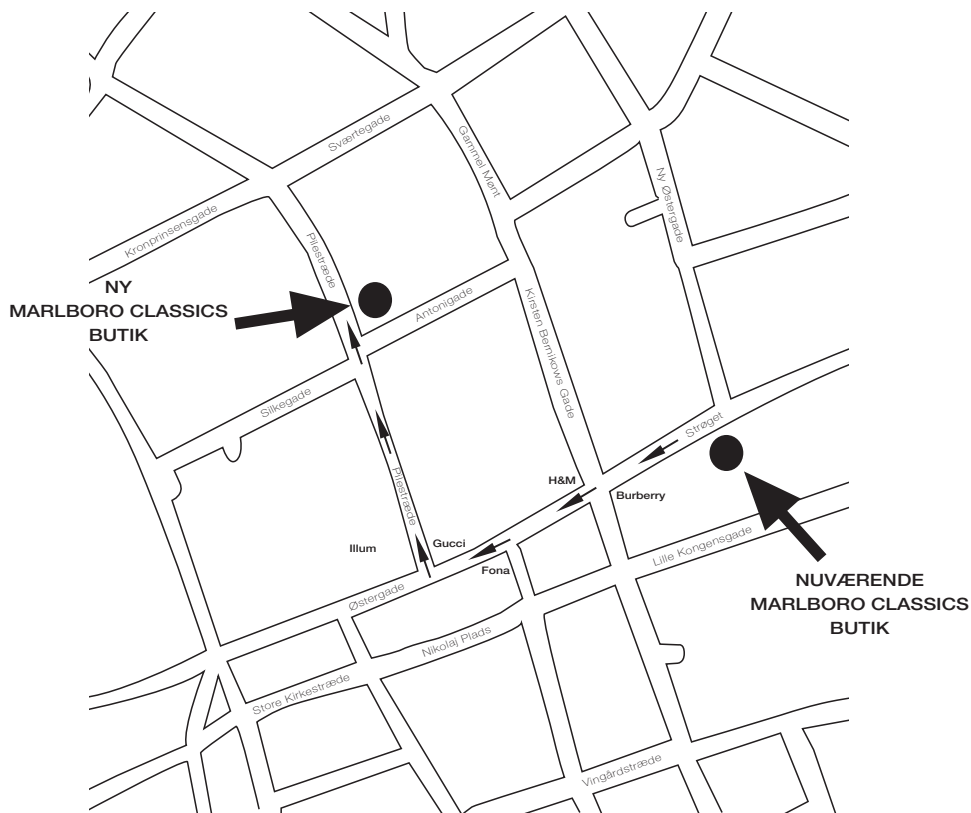 Sværtegade
Gammel Mønt
Ny Østergade
Kronprinsensgade
Pilestræde
NY
MARLBORO CLASSICS
BUTIK
Antonigade
Kirsten Bernikows Gade
Silkegade
Strøget
H&M
Burberry
Pilestræde
Illum
Gucci
Fona
Lille Kongensgade
Østergade
NUVÆRENDE
MARLBORO CLASSICS
BUTIK
Nikolaj Plads
Store Kirkestræde
Vingårdstræde